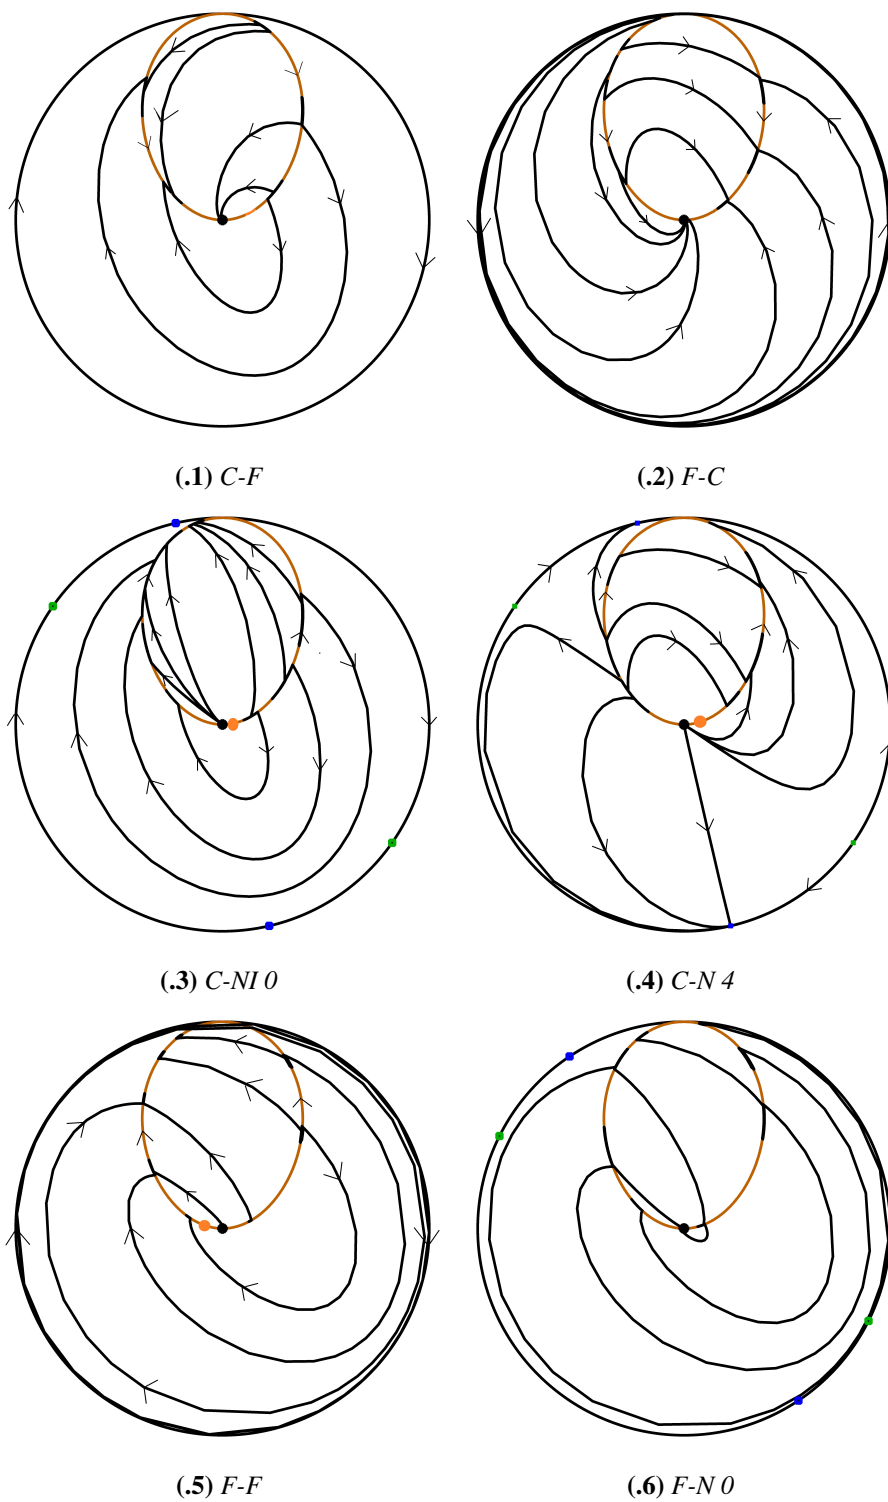 (.1) C-F
(.2) F-C
(.3) C-NI 0
(.4) C-N 4
(.5) F-F
(.6) F-N 0